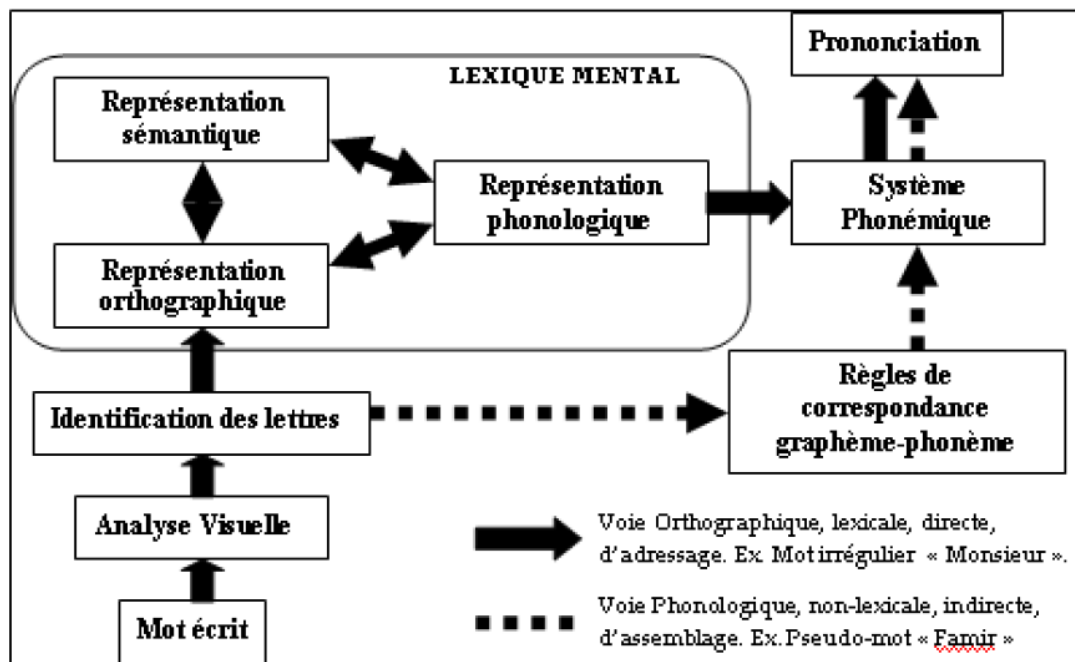 Prononciation
LEXIQUE MENTAL
Représentation
sémantique
Représentation
phonologique
Système
Phonémique
Représentation
orthographique
Identification des lettres
Règles de
correspondance
graphème-phonème
Analyse Visuelle
Mot écrit
Voie Orthographique, lexicale, directe,
d'adressage. Ex. Mot irrégulier « Monsieur ».
Voie Phonologique, non-lexicale, indirecte,
d'assemblage. Ex. Pseudo-mot « Famir »